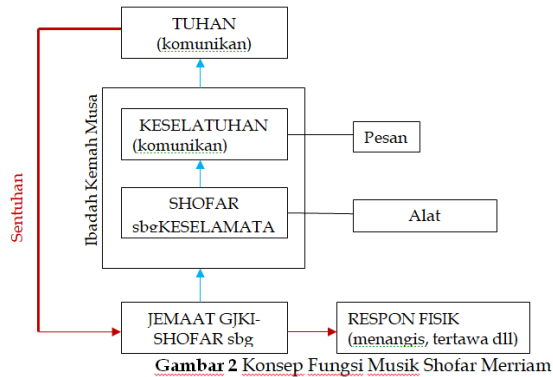 TUHAN
(komunikan)
Ibadah Kemah Musa
KESELATUHAN
(komunikan)
Pesan
SHOFAR
sbgKESELAMATA
Alat
Sentuhan
JEMAAT GJKI-
SHOFAR sbg
RESPON FISIK
(menangis, tertawa dll)
Gambar 2 Konsep Fungsi Musik Shofar Merriam